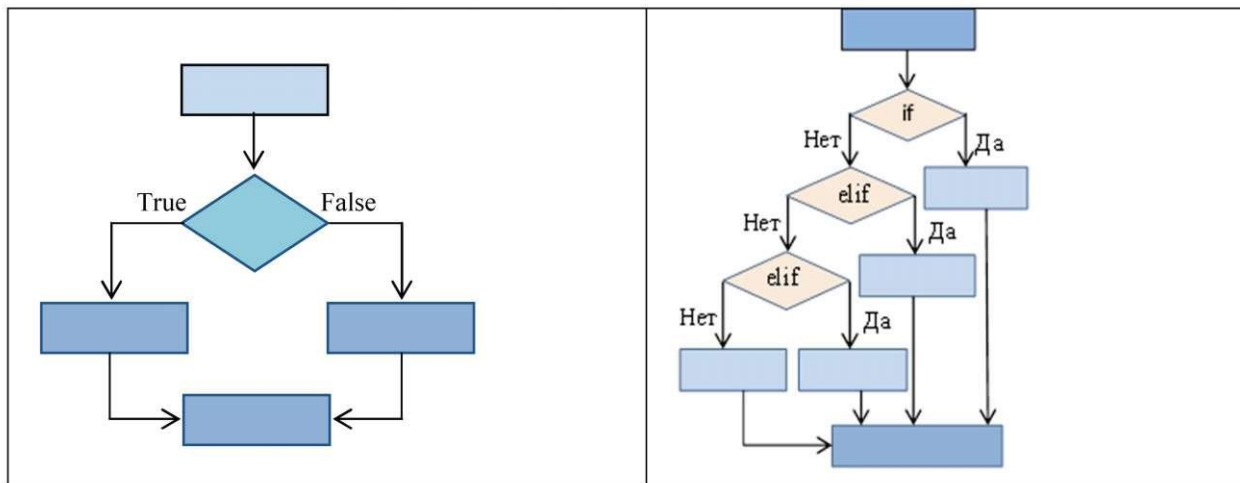 True
False
if
Нет
Да
elif
Нет
Да
elif
Нет
Да